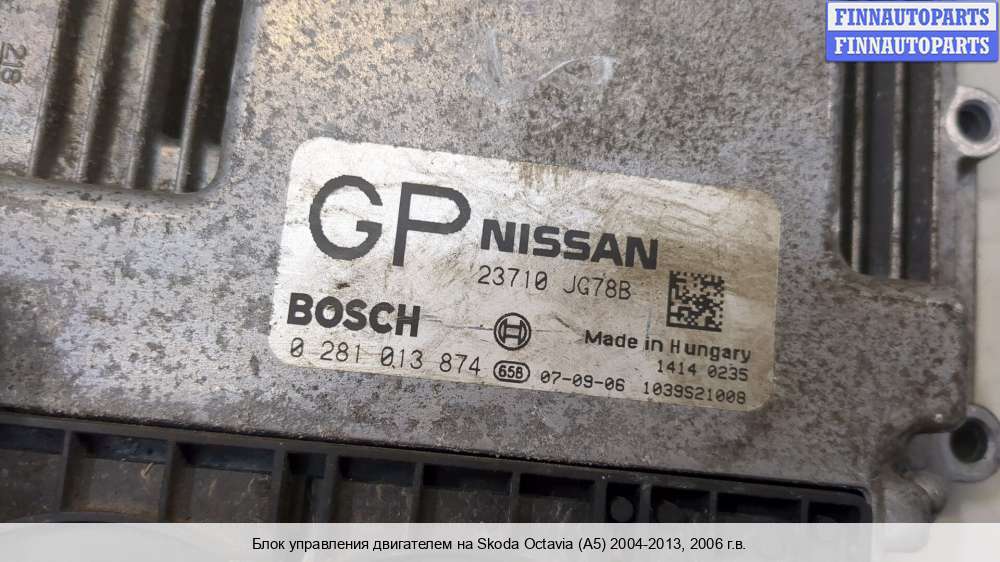 FINNAUTOPARTS
FINNAUTOPARTS
218
GP NISSAN
23710 JG78B
BOSCH
Made in Hungary
0 281 013 874 658 07-09-06
1414 0235
1039S21008
Блок управления двигателем на Skoda Octavia (A5) 2004-2013, 2006 г.в.